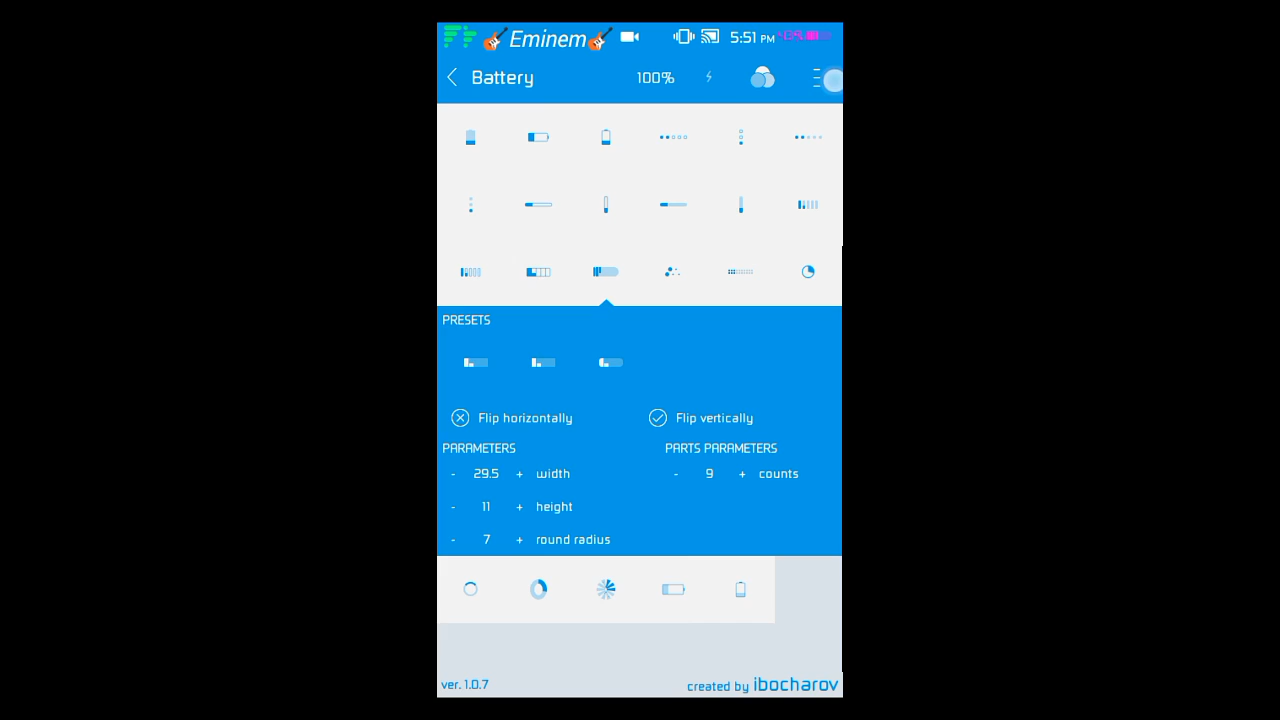 Eminem 5:51 PM
Battery 100%
PRESETS
Flip horizontally Flip vertically
PARAMETERS PARTS PARAMETERS
- 29.5 + width - 9 + counts
- 11 + height
- 7 + round radius
ver. 1.0.7 created by ibocharov